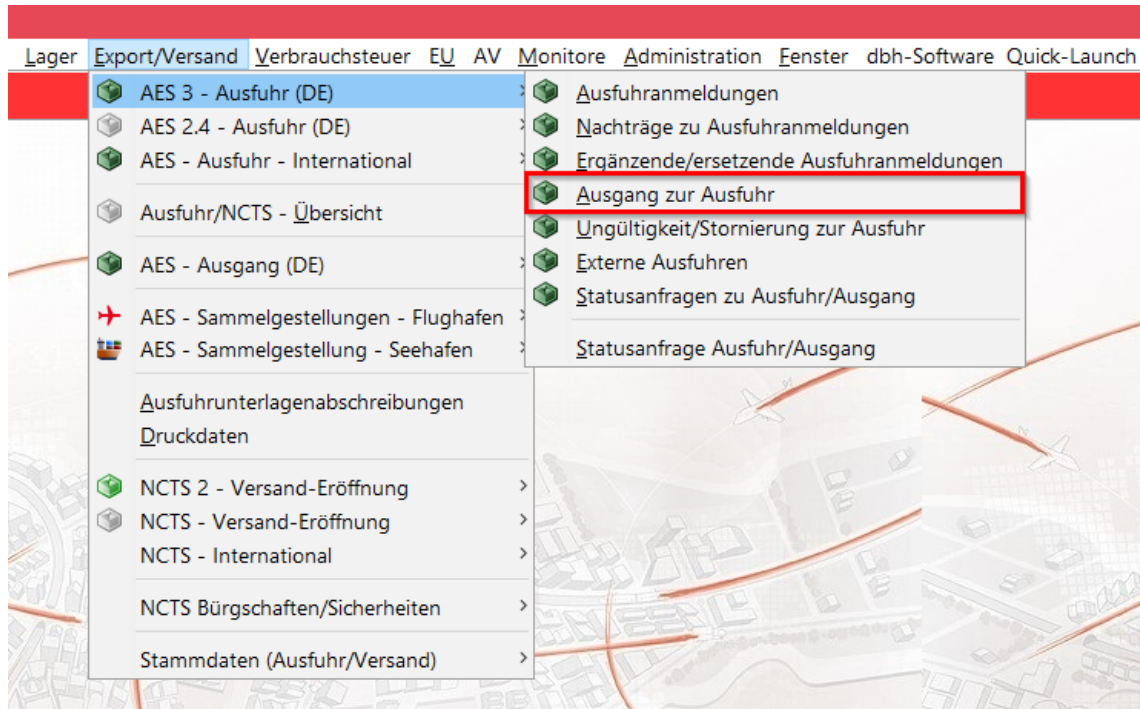 Lager Export/Versand Verbrauchsteuer EU AV Monitore Administration Fenster dbh-Software Quick-Launch
AES 3 - Ausfuhr (DE)
AES 2.4 - Ausfuhr (DE)
AES - Ausfuhr - International
Ausfuhr/NCTS - Übersicht
AES - Ausgang (DE)
AES - Sammelgestellungen - Flughafen
AES - Sammelgestellung - Seehafen
Ausfuhrunterlagenabschreibungen
Druckdaten
NCTS 2 - Versand-Eröffnung
NCTS - Versand-Eröffnung
NCTS - International
NCTS Bürgschaften/Sicherheiten
Stammdaten (Ausfuhr/Versand)
Ausfuhranmeldungen
Nachträge zu Ausfuhranmeldungen
Ergänzende/ersetzende Ausfuhranmeldungen
Ausgang zur Ausfuhr
Ungültigkeit/Stornierung zur Ausfuhr
Externe Ausfuhren
Statusanfragen zu Ausfuhr/Ausgang
Statusanfrage Ausfuhr/Ausgang